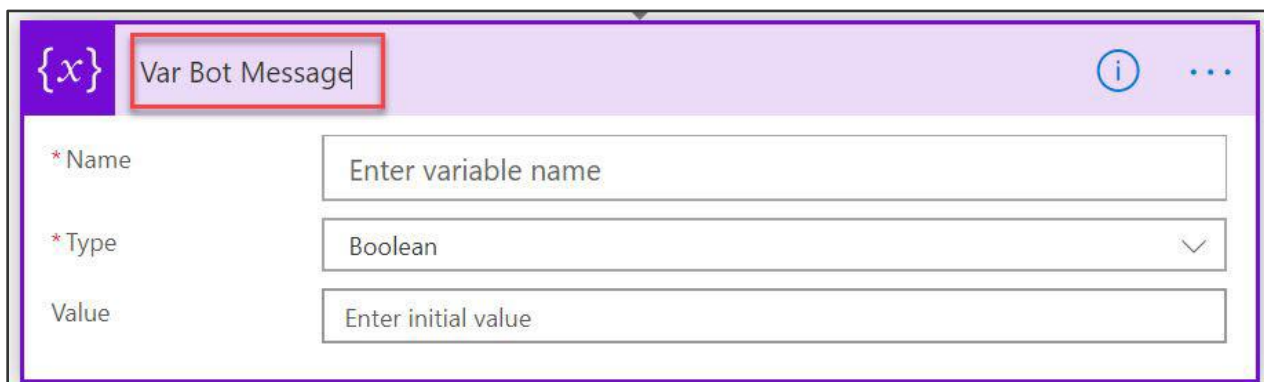 {x} Var Bot Message
* Name
Enter variable name
* Type
Boolean
Value
Enter initial value